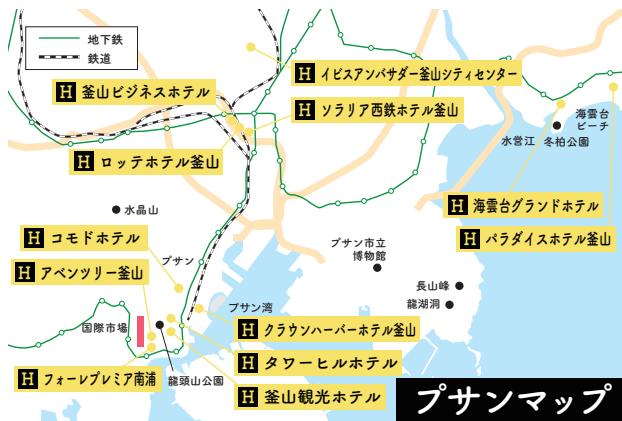 地下鉄
鉄道
H イビスアンバサダー釜山シティセンター
H 釜山ビジネスホテル
H ソラリア西鉄ホテル釜山
海雲台
ビーチ
水営江
冬柏公園
H ロッテホテル釜山
水晶山
H 海雲台グランドホテル
H コモドホテル
H パラダイスホテル釜山
プサン市立
博物館
プサン
H アベンツリー釜山
長山峰
龍湖洞
プサン湾
国際市場
H クラウンハーバーホテル釜山
H タワーヒルホテル
H フォーレプレミア南浦
龍頭山公園
H 釜山観光ホテル
プサンマップ